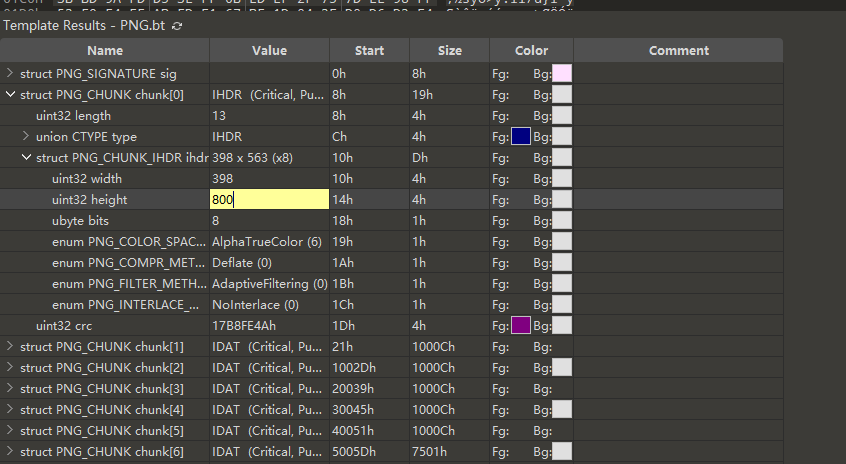 Template Results - PNG.bt
Name Value Start Size Color Comment
struct PNG_SIGNATURE sig 0h 8h Fg: Bg:
struct PNG_CHUNK chunk[0] IHDR (Critical, Pu... 8h 19h Fg: Bg:
uint32 length 13 8h 4h Fg: Bg:
union CTYPE type IHDR Ch 4h Fg: Bg:
struct PNG_CHUNK_IHDR ihdr 398 x 563 (x8) 10h Dh Fg: Bg:
uint32 width 398 10h 4h Fg: Bg:
uint32 height 800 14h 4h Fg: Bg:
ubyte bits 8 18h 1h Fg: Bg:
enum PNG_COLOR_SPAC... AlphaTrueColor (6) 19h 1h Fg: Bg:
enum PNG_COMPR_MET... Deflate (0) 1Ah 1h Fg: Bg:
enum PNG_FILTER_METH... AdaptiveFiltering (0) 1Bh 1h Fg: Bg:
enum PNG_INTERLACE_... NoInterlace (0) 1Ch 1h Fg: Bg:
uint32 crc 17B8FE4Ah 1Dh 4h Fg: Bg:
struct PNG_CHUNK chunk[1] IDAT (Critical, Pu... 21h 1000Ch Fg: Bg:
struct PNG_CHUNK chunk[2] IDAT (Critical, Pu... 1002Dh 1000Ch Fg: Bg:
struct PNG_CHUNK chunk[3] IDAT (Critical, Pu... 20039h 1000Ch Fg: Bg:
struct PNG_CHUNK chunk[4] IDAT (Critical, Pu... 30045h 1000Ch Fg: Bg:
struct PNG_CHUNK chunk[5] IDAT (Critical, Pu... 40051h 1000Ch Fg: Bg:
struct PNG_CHUNK chunk[6] IDAT (Critical, Pu... 5005Dh 7501h Fg: Bg: